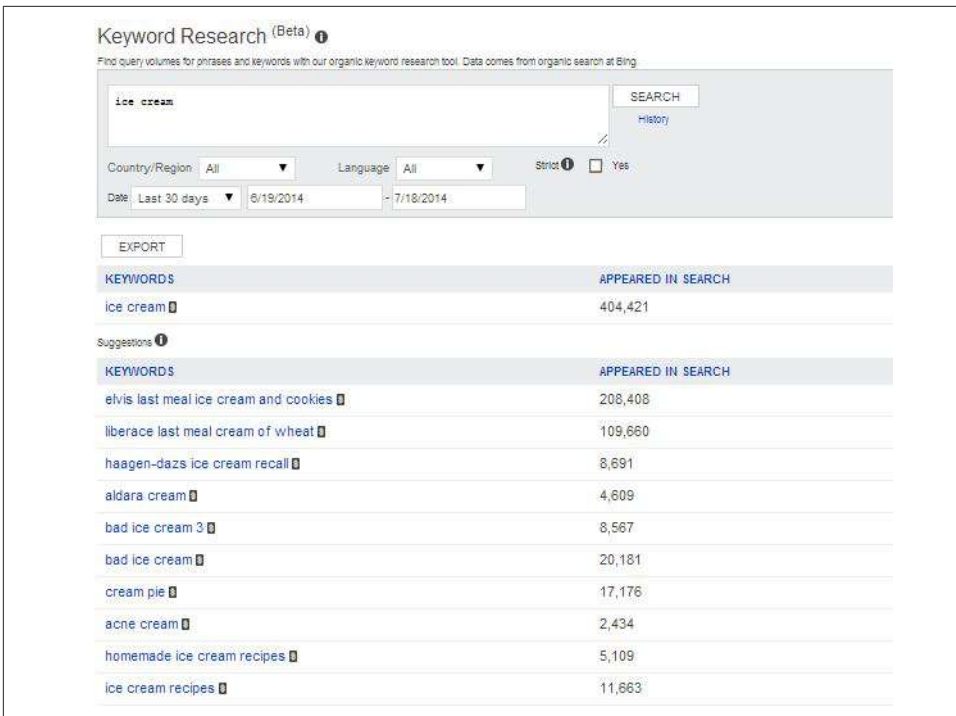 Keyword Research (Beta)
Find query volumes for phrases and keywords with our organic keyword research tool. Data comes from organic search at Bing
ice cream
SEARCH
History
Country/Region All Language All Strict Yes
Date Last 30 days 6/19/2014 - 7/18/2014
EXPORT
KEYWORDS APPEARED IN SEARCH
ice cream 404,421
Suggestions
KEYWORDS APPEARED IN SEARCH
elvis last meal ice cream and cookies 208,408
liberace last meal cream of wheat 109,660
haagen-dazs ice cream recall 8,691
aldara cream 4,609
bad ice cream 3 8,567
bad ice cream 20,181
cream pie 17,176
acne cream 2,434
homemade ice cream recipes 5,109
ice cream recipes 11,663